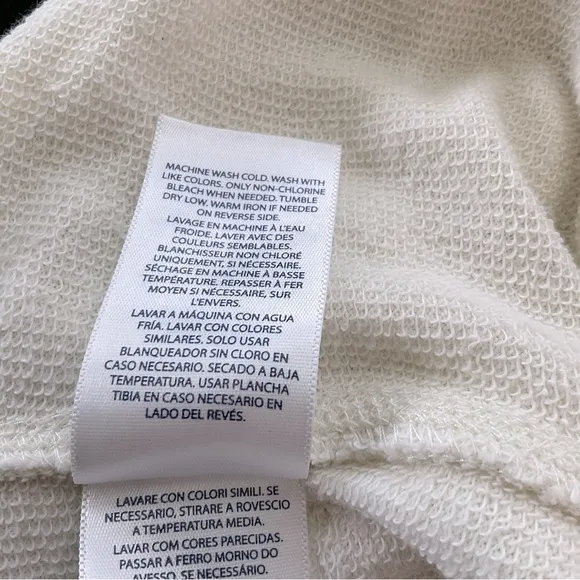 MACHINE WASH COLD. WASH WITH
LIKE COLORS. ONLY NON-CHLORINE
BLEACH WHEN NEEDED. TUMBLE
DRY LOW. WARM IRON IF NEEDED
ON REVERSE SIDE.
LAVAGE EN MACHINE À L'EAU
FROIDE. LAVER AVEC DES
COULEURS SEMBLABLES.
BLANCHISSEUR NON CHLORÉ
UNIQUEMENT, SI NÉCESSAIRE.
SÉCHAGE EN MACHINE À BASSE
TEMPÉRATURE. REPASSER À FER
MOYEN SI NÉCESSAIRE, SUR
L'ENVERS.
LAVAR A MÁQUINA CON AGUA
FRÍA. LAVAR CON COLORES
SIMILARES. SOLO USAR
BLANQUEADOR SIN CLORO EN
CASO NECESARIO. SECADO A BAJA
TEMPERATURA. USAR PLANCHA
TIBIA EN CASO NECESARIO EN
LADO DEL REVÉS.
LAVARE CON COLORI SIMILI. SE
NECESSARIO, STIRARE A ROVESCIO
A TEMPERATURA MEDIA.
LAVAR COM CORES PARECIDAS.
PASSAR A FERRO MORNO DO
AVESSO, SE NECESSÁRIO.